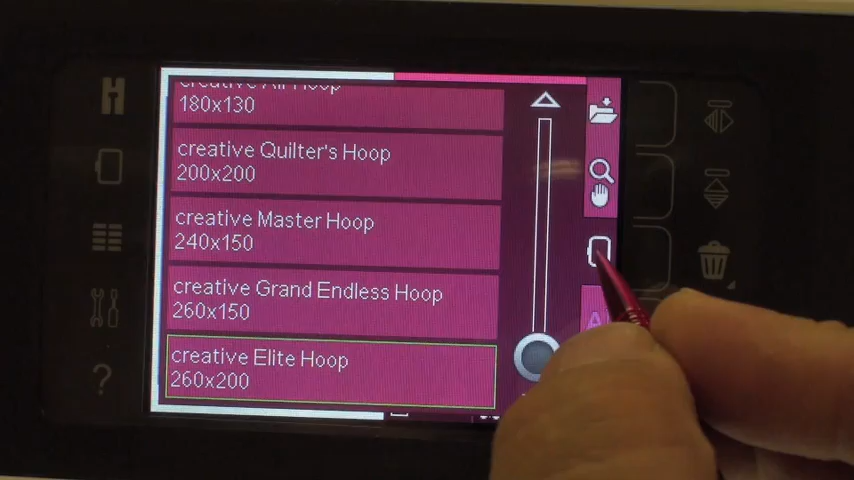 180x130
creative Quilter's Hoop
200x200
creative Master Hoop
240x150
creative Grand Endless Hoop
260x150
creative Elite Hoop
260x200
?